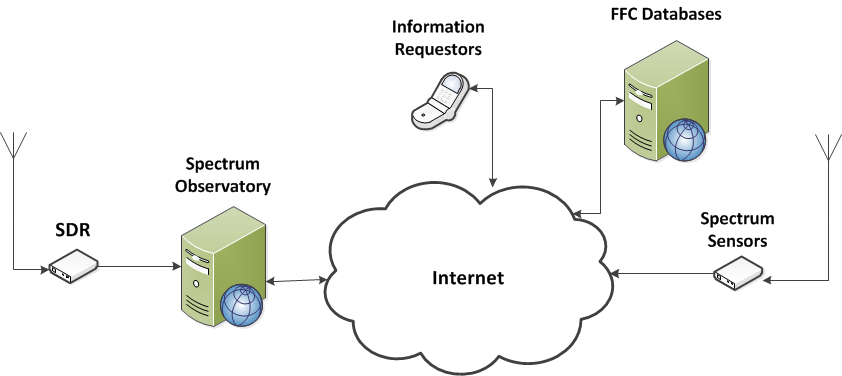 Information
Requestors
FFC Databases
Spectrum
Observatory
Spectrum
Sensors
SDR
Internet